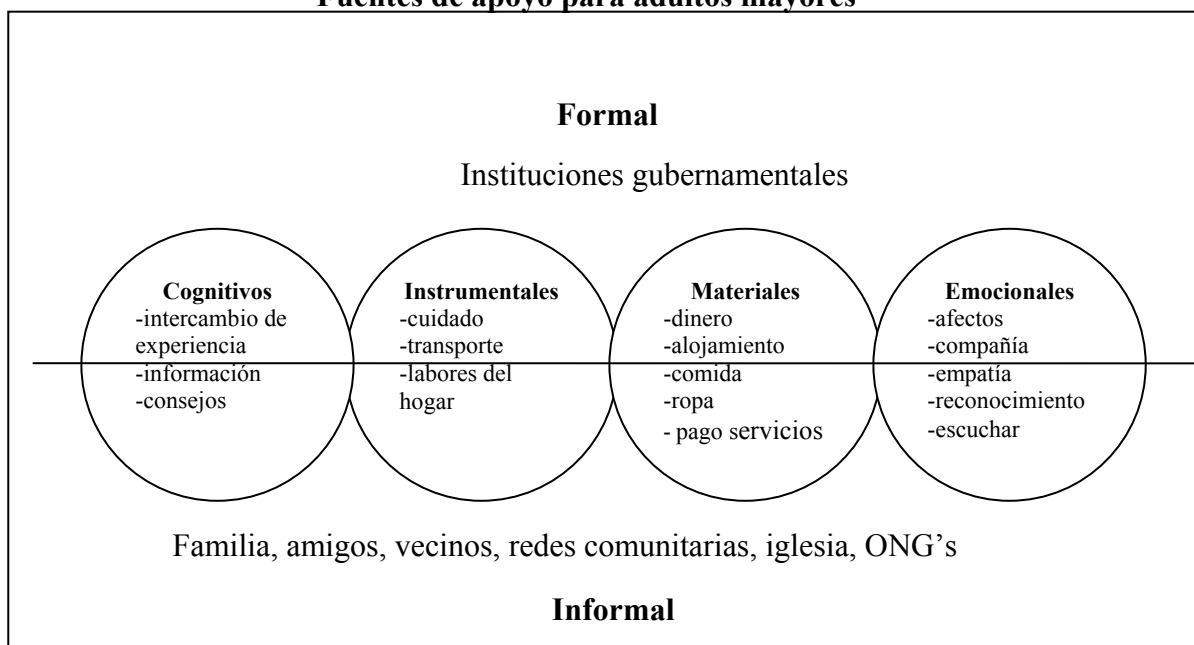 Fuentes de apoyo para adultos mayores
Formal
Instituciones gubernamentales
Cognitivos
-intercambio de
experiencia
-información
-consejos
Instrumentales
-cuidado
-transporte
-labores del
hogar
Materiales
-dinero
-alojamiento
-comida
-ropa
- pago servicios
Emocionales
-afectos
-compañía
-empatía
-reconocimiento
-escuchar
Familia, amigos, vecinos, redes comunitarias, iglesia, ONG’s
Informal